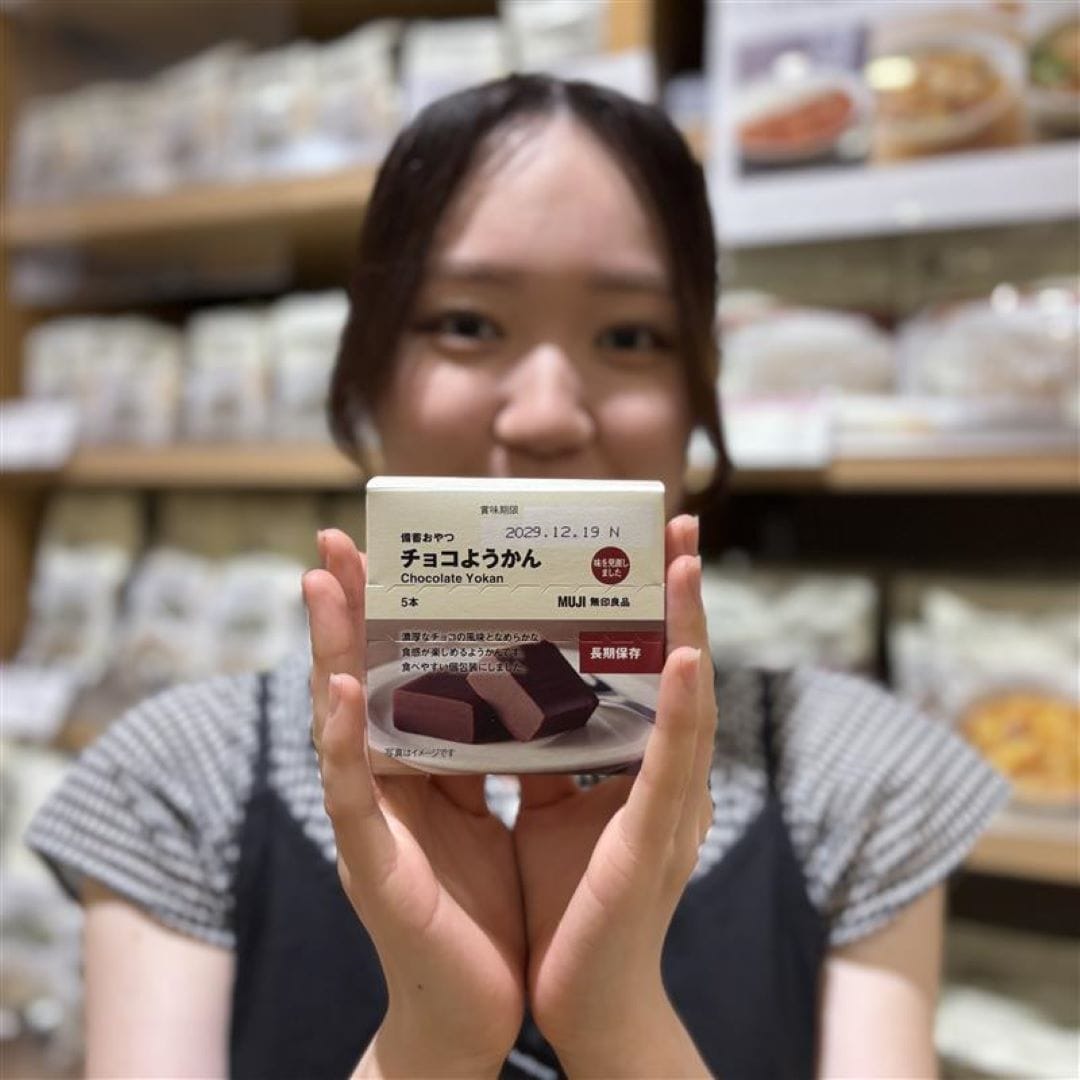 賞味期限
2029.12.19 N
備蓄おやつ
チョコようかん
Chocolate Yokan
味を見直し
ました
5本
MUJI 無印良品
濃厚なチョコの風味となめらかな
食感が楽しめるようかんです。
食べやすい個包装にしました。
長期保存
写真はイメージです